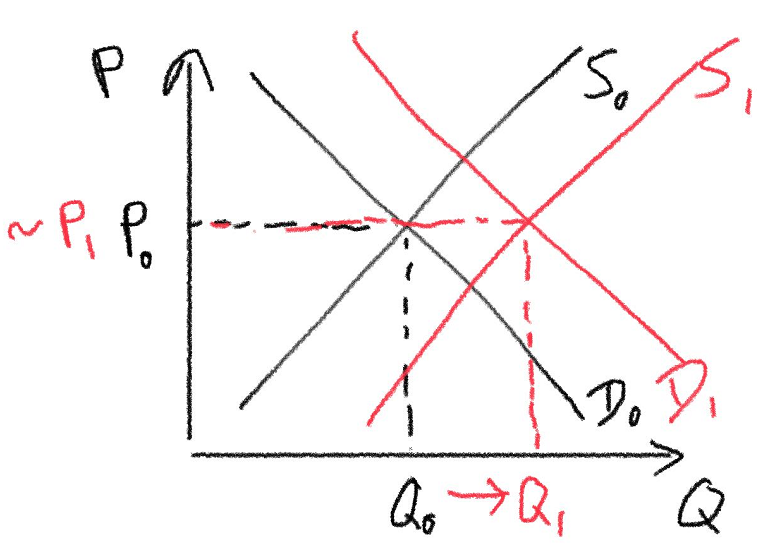 P
S₀
S₁
~P₁ P₀
D₀
D₁
Q₀ → Q₁
Q